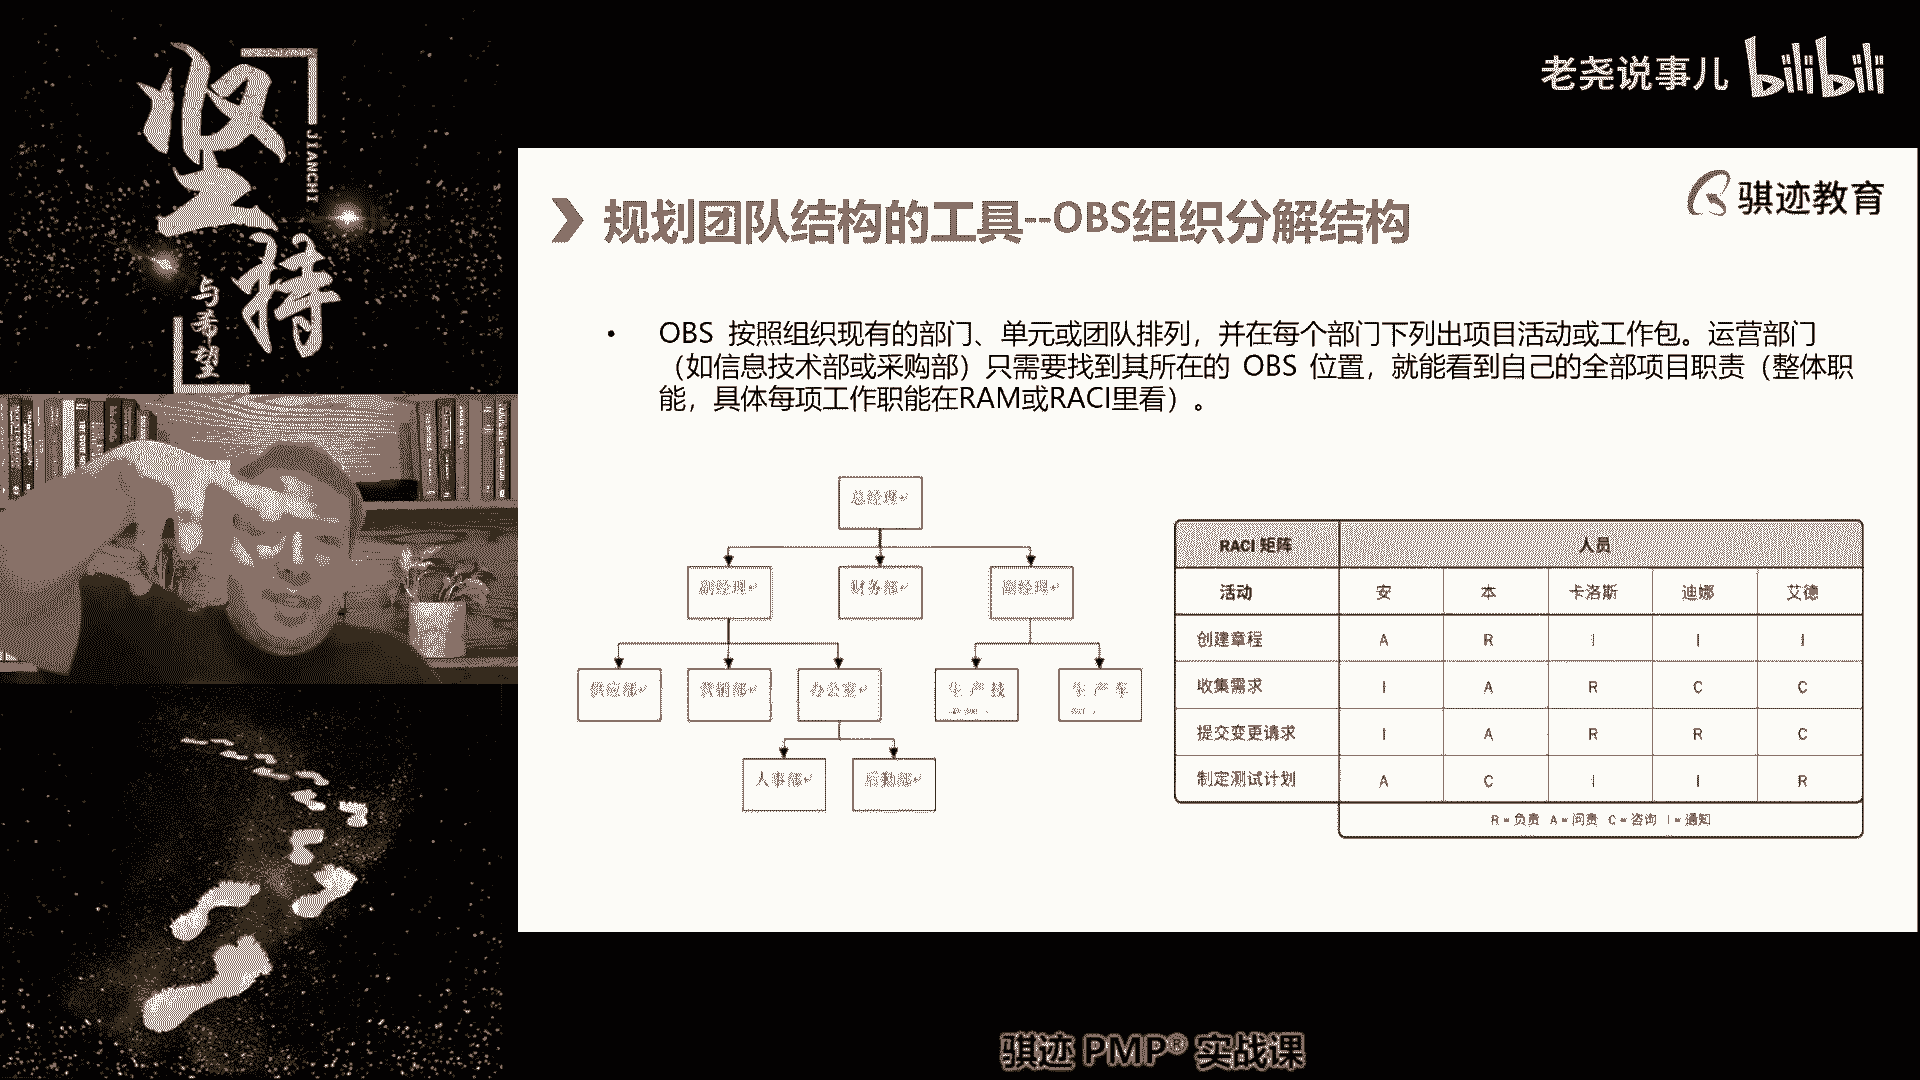 坚持
JIANCHI
与希望
老尧说事儿 bilibili
骐迹教育
规划团队结构的工具--OBS组织分解结构
• OBS 按照组织现有的部门、单元或团队排列，并在每个部门下列出项目活动或工作包。运营部门
（如信息技术部或采购部）只需要找到其所在的 OBS 位置，就能看到自己的全部项目职责（整体职
能，具体每项工作职能在RAM或RACI里看）。
总经理
副经理 财务部 副经理
供应部 营销部 办公室 生产技 生产车
人事部 后勤部
RACI 矩阵 人员
活动 安 本 卡洛斯 迪娜 艾德
创建章程 A R I I I
收集需求 I A R C C
提交变更请求 I A R R C
制定测试计划 A C I I R
R = 负责 A = 问责 C = 咨询 I = 通知
骐迹 PMP® 实战课